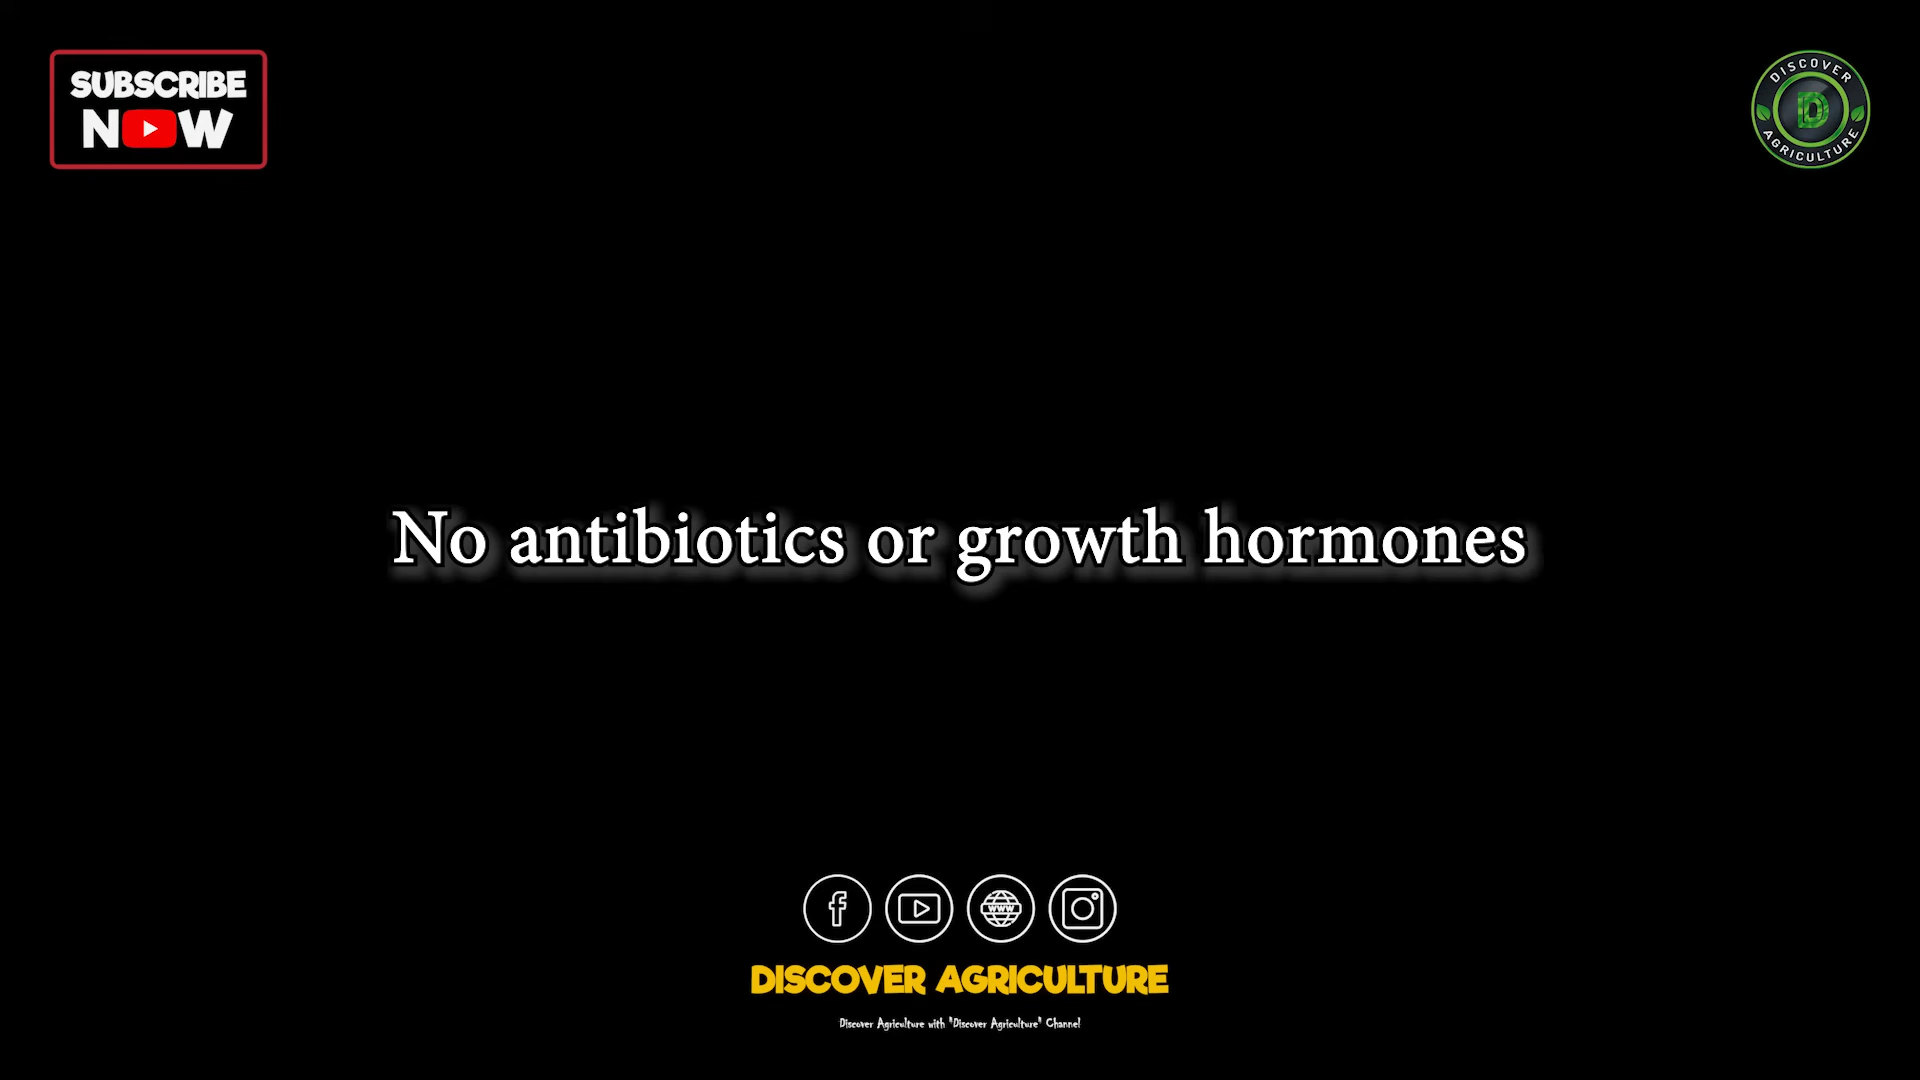 SUBSCRIBE
NOW
DISCOVER
D
AGRICULTURE
No antibiotics or growth hormones
www
DISCOVER AGRICULTURE
Discover Agriculture with "Discover Agriculture" Channel